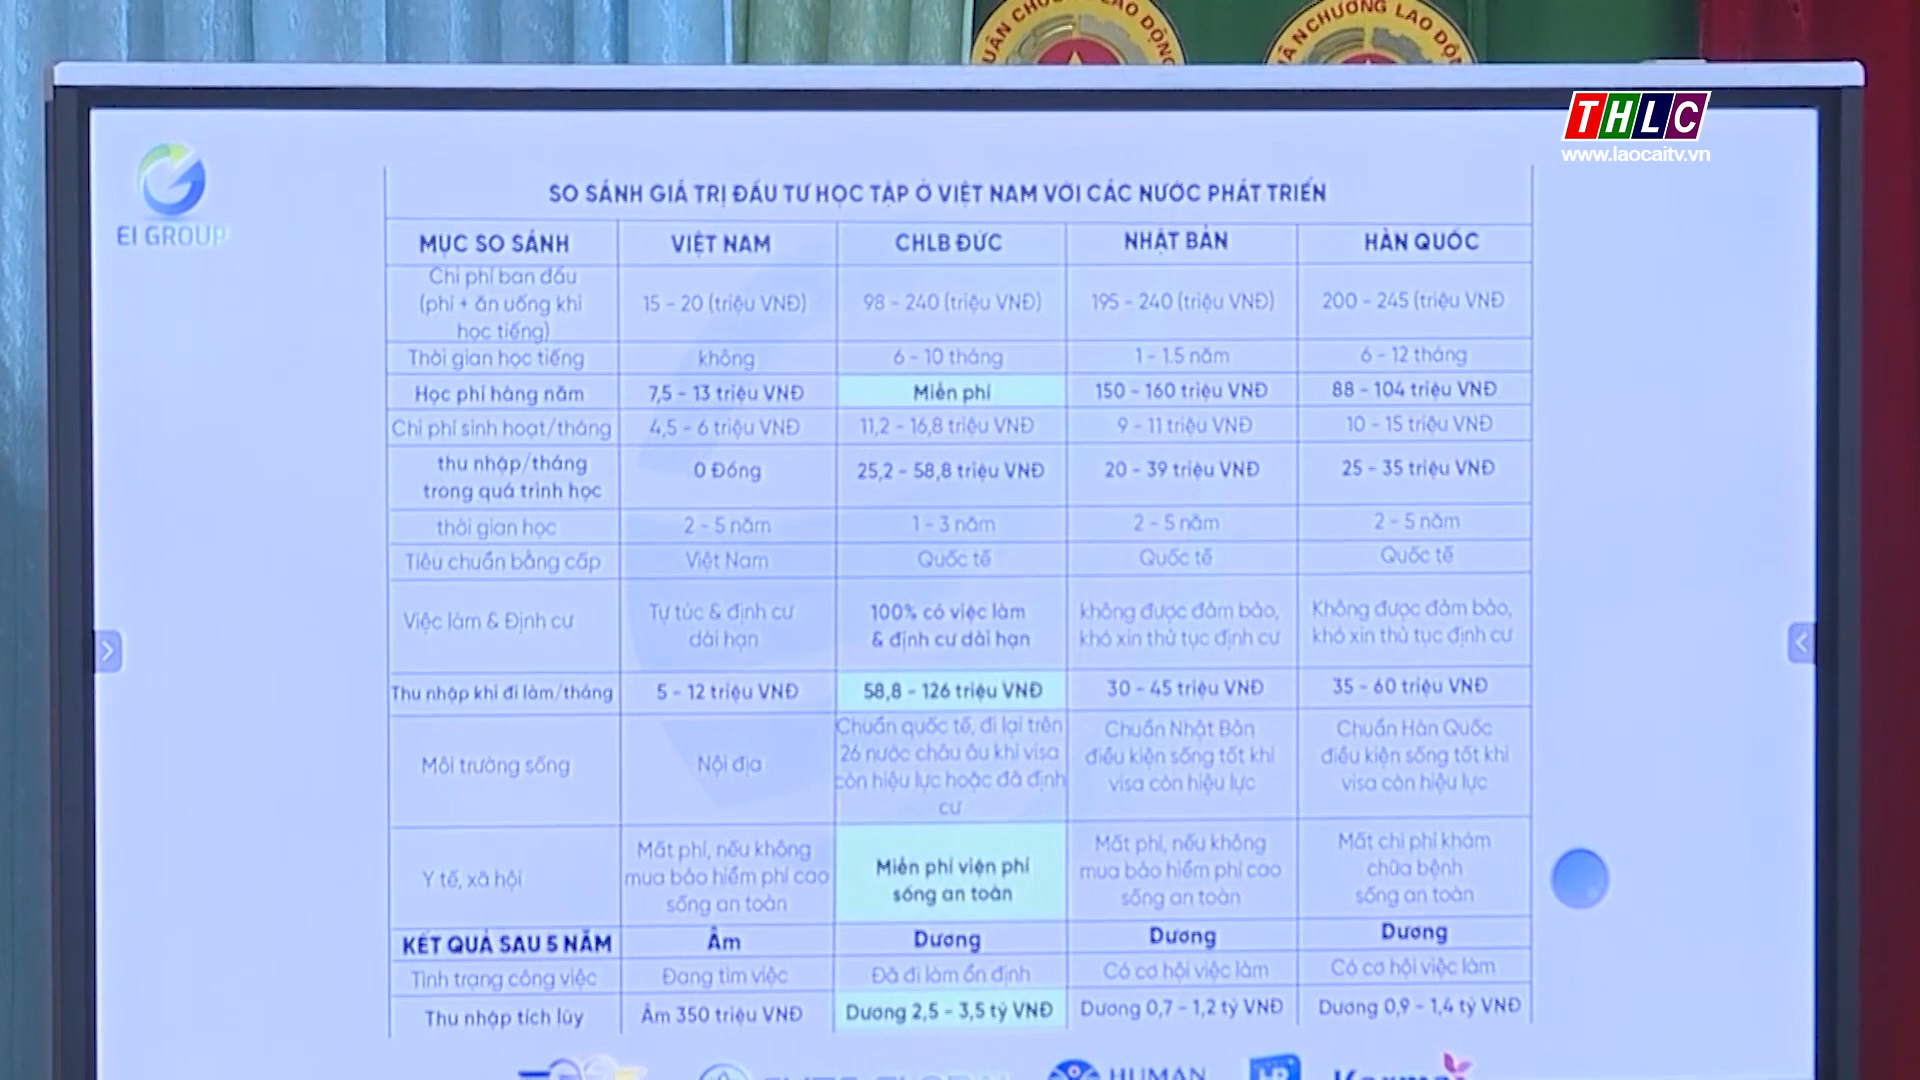 UÂN CHƯƠNG LAO ĐỘNG
CHƯƠNG LAO ĐỘNG
THLC
www.laocaitv.vn
EI GROUP
SO SÁNH GIÁ TRỊ ĐẦU TƯ HỌC TẬP Ở VIỆT NAM VỚI CÁC NƯỚC PHÁT TRIỂN
MỤC SO SÁNH VIỆT NAM CHLB ĐỨC NHẬT BẢN HÀN QUỐC
Chi phí ban đầu
(phí + ăn uống khi
học tiếng) 15 - 20 (triệu VNĐ) 98 - 240 (triệu VNĐ) 195 - 240 (triệu VNĐ) 200 - 245 (triệu VNĐ
Thời gian học tiếng không 6 - 10 tháng 1 - 1.5 năm 6 - 12 tháng
Học phí hàng năm 7,5 - 13 triệu VNĐ Miễn phí 150 - 160 triệu VNĐ 88 - 104 triệu VNĐ
Chi phí sinh hoạt/tháng 4,5 - 6 triệu VNĐ 11,2 - 16,8 triệu VNĐ 9 - 11 triệu VNĐ 10 - 15 triệu VNĐ
thu nhập/tháng
trong quá trình học 0 Đồng 25,2 - 58,8 triệu VNĐ 20 - 39 triệu VNĐ 25 - 35 triệu VNĐ
thời gian học 2 - 5 năm 1 - 3 năm 2 - 5 năm 2 - 5 năm
Tiêu chuẩn bằng cấp Việt Nam Quốc tế Quốc tế Quốc tế
Việc làm & Định cư
Tự túc & định cư
dài hạn
100% có việc làm
& định cư dài hạn
không được đảm bảo,
khó xin thủ tục định cư
Không được đảm bảo,
khó xin thủ tục định cư
Thu nhập khi đi làm/tháng 5 - 12 triệu VNĐ 58,8 - 126 triệu VNĐ 30 - 45 triệu VNĐ 35 - 60 triệu VNĐ
Môi trường sống
Nội địa
Chuẩn quốc tế, đi lại trên
26 nước châu âu khi visa
còn hiệu lực hoặc đã định
cư
Chuẩn Nhật Bản
điều kiện sống tốt khi
visa còn hiệu lực
Chuẩn Hàn Quốc
điều kiện sống tốt khi
visa còn hiệu lực
Y tế, xã hội
Mất phí, nếu không
mua bảo hiểm phí cao
sống an toàn
Miễn phí viện phí
sống an toàn
Mất phí, nếu không
mua bảo hiểm phí cao
sống an toàn
Mất chi phí khám
chữa bệnh
sống an toàn
KẾT QUẢ SAU 5 NĂM Âm Dương Dương Dương
Tình trạng công việc Đang tìm việc Đã đi làm ổn định Có cơ hội việc làm Có cơ hội việc làm
Thu nhập tích lũy Âm 350 triệu VNĐ Dương 2,5 - 3,5 tỷ VNĐ Dương 0,7 - 1,2 tỷ VNĐ Dương 0,9 - 1,4 tỷ VNĐ
HUMAN